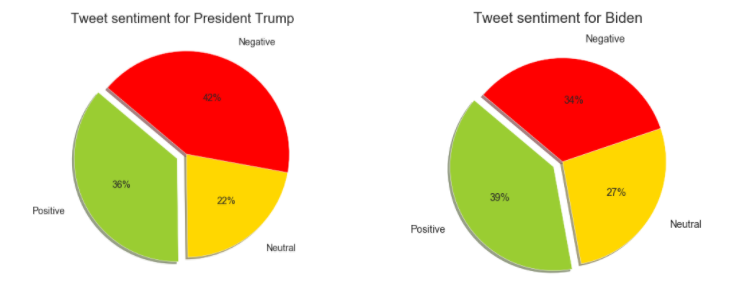 Tweet sentiment for President Trump
Negative
42%
36%
22%
Positive
Neutral
Tweet sentiment for Biden
Negative
34%
39%
27%
Positive
Neutral